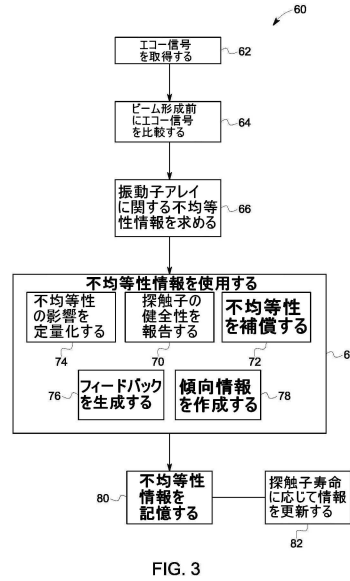 60
エコー信号
を取得する
62
ビーム形成前
にエコー信号
を比較する
64
振動子アレイ
に関する不均等
性情報を求める
66
不均等性情報を使用する
不均等性
の影響を
定量化する
74
探触子の
健全性を
報告する
70
不均等性
を補償する
72
6
フィードバック
を生成する
76
傾向情報
を作成する
78
不均等性
情報を
記憶する
80
探触子寿命
に応じて情報
を更新する
82
FIG. 3